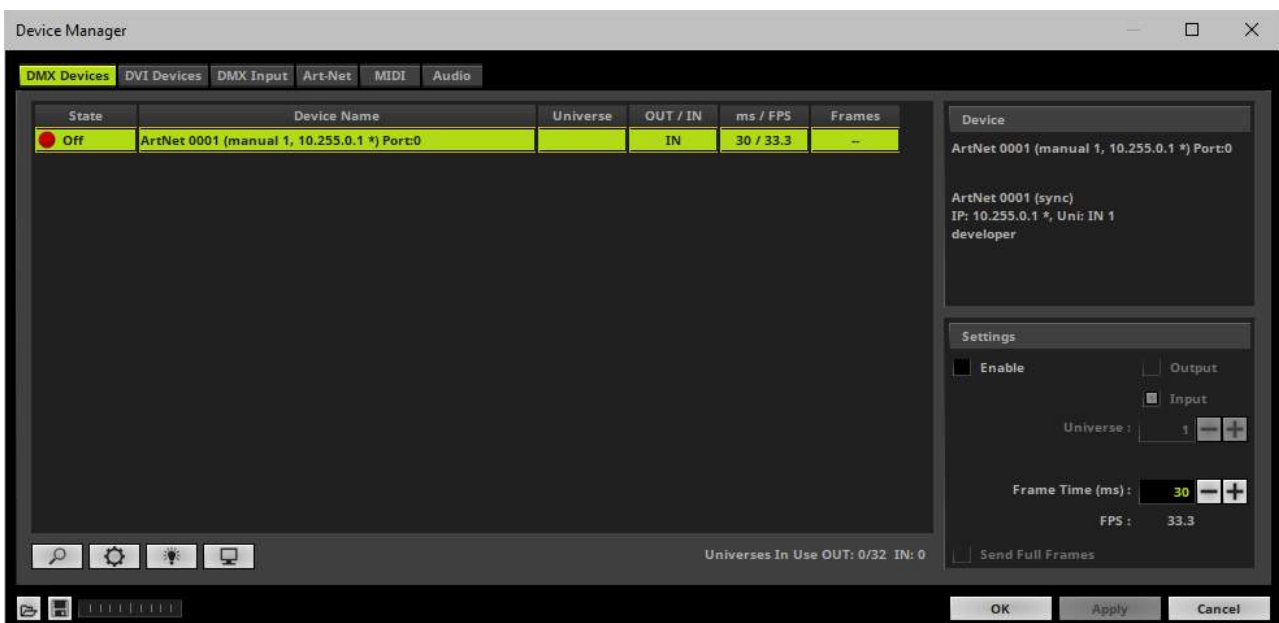 Device Manager
DMX Devices DVI Devices DMX Input Art-Net MIDI Audio
State Device Name Universe OUT / IN ms / FPS Frames
Off ArtNet 0001 (manual 1, 10.255.0.1 *) Port:0 IN 30 / 33.3 --
Universes In Use OUT: 0/32 IN: 0
Device
ArtNet 0001 (manual 1, 10.255.0.1 *) Port:0
ArtNet 0001 (sync)
IP: 10.255.0.1 *, Uni: IN 1
developer
Settings
Enable Output
Input
Universe : 1
Frame Time (ms) : 30
FPS : 33.3
Send Full Frames
OK Apply Cancel